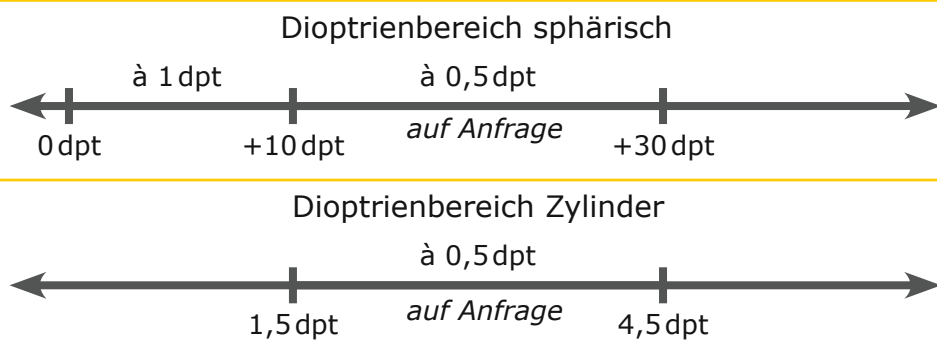 Dioptrienbereich sphärisch
à 1 dpt à 0,5 dpt
auf Anfrage
0 dpt +10 dpt +30 dpt
Dioptrienbereich Zylinder
à 0,5 dpt
auf Anfrage
1,5 dpt 4,5 dpt